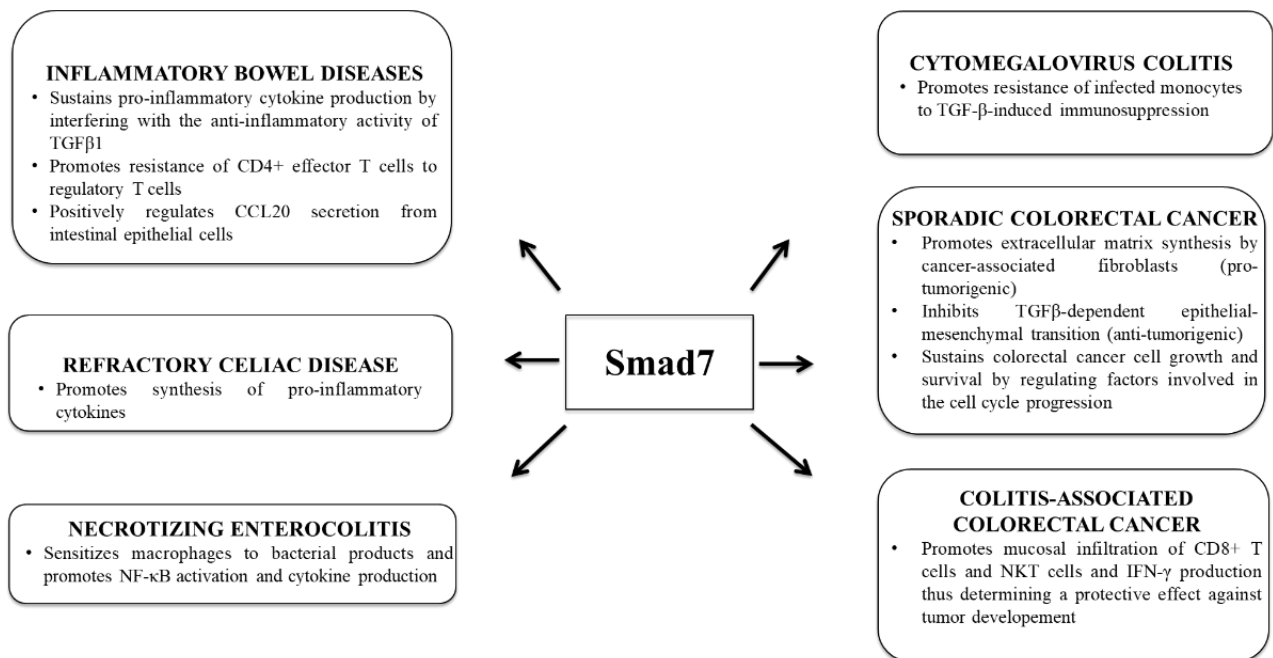 INFLAMMATORY BOWEL DISEASES
• Sustains pro-inflammatory cytokine production by
interfering with the anti-inflammatory activity of
TGFβ1
• Promotes resistance of CD4+ effector T cells to
regulatory T cells
• Positively regulates CCL20 secretion from
intestinal epithelial cells
REFRACTORY CELIAC DISEASE
• Promotes synthesis of pro-inflammatory
cytokines
NECROTIZING ENTEROCOLITIS
• Sensitizes macrophages to bacterial products and
promotes NF-κB activation and cytokine production
Smad7
CYTOMEGALOVIRUS COLITIS
• Promotes resistance of infected monocytes
to TGF-β-induced immunosuppression
SPORADIC COLORECTAL CANCER
• Promotes extracellular matrix synthesis by
cancer-associated fibroblasts (pro-
tumorigenic)
• Inhibits TGFβ-dependent epithelial-
mesenchymal transition (anti-tumorigenic)
• Sustains colorectal cancer cell growth and
survival by regulating factors involved in
the cell cycle progression
COLITIS-ASSOCIATED
COLORECTAL CANCER
• Promotes mucosal infiltration of CD8+ T
cells and NKT cells and IFN-γ production
thus determining a protective effect against
tumor developement